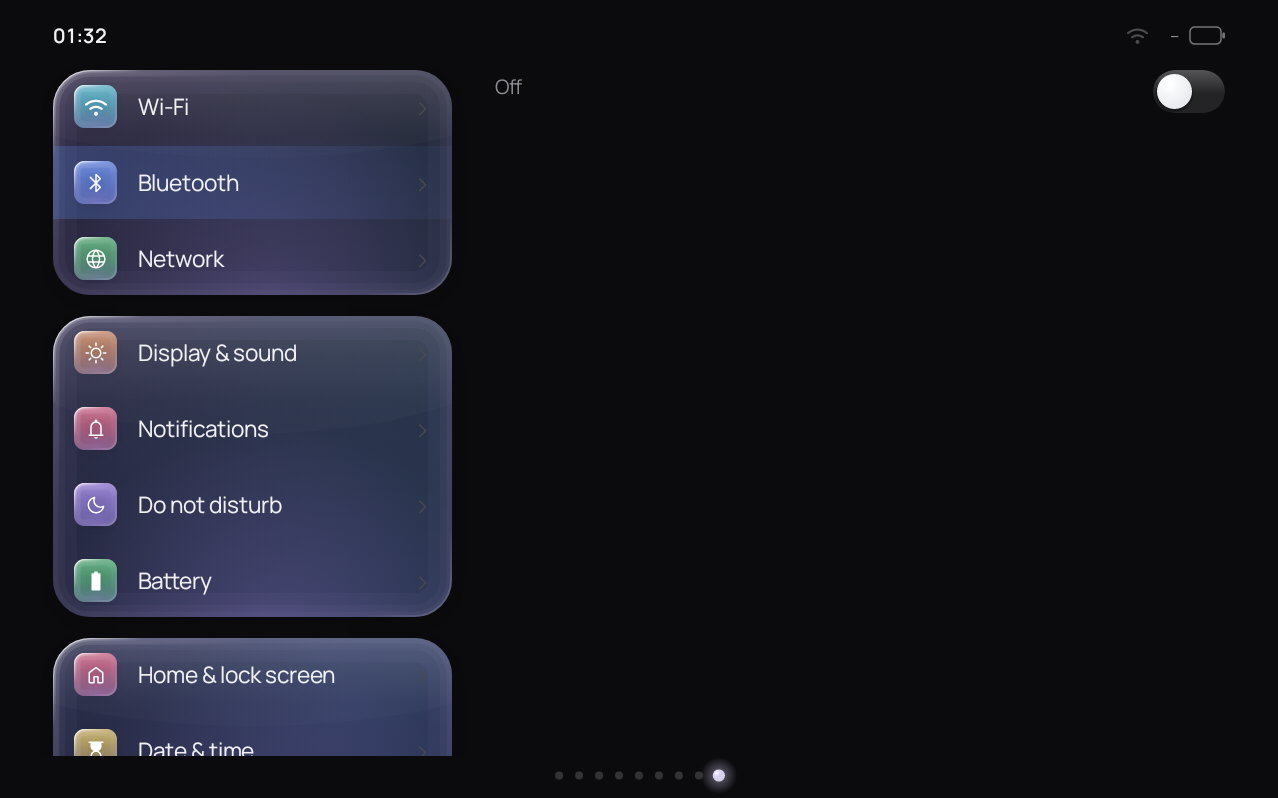 01:32
–
Wi-Fi
Bluetooth
Network
Display & sound
Notifications
Do not disturb
Battery
Home & lock screen
Date & time
Off